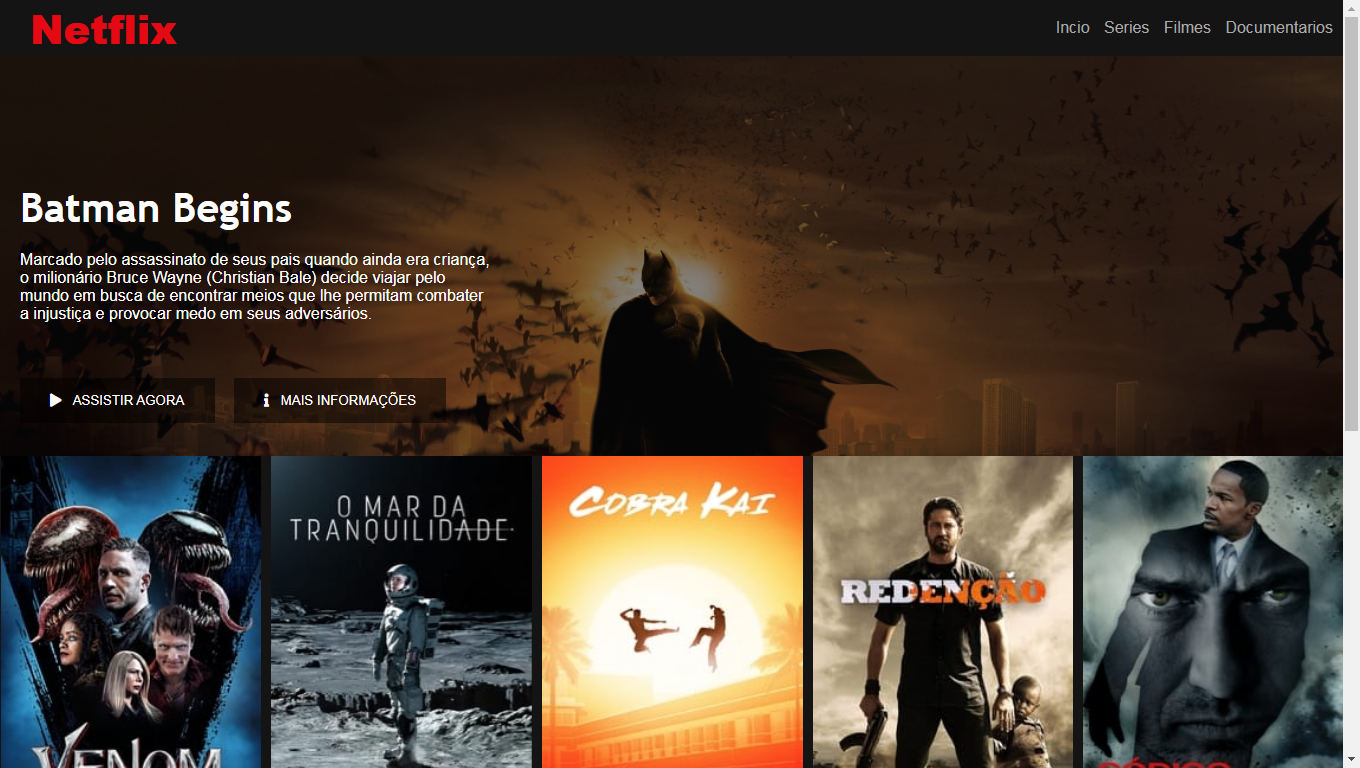 Netflix
Incio Series Filmes Documentarios
Batman Begins
Marcado pelo assassinato de seus pais quando ainda era criança,
o milionário Bruce Wayne (Christian Bale) decide viajar pelo
mundo em busca de encontrar meios que lhe permitam combater
a injustiça e provocar medo em seus adversários.
ASSISTIR AGORA
MAIS INFORMAÇÕES
O MAR DA
TRANQUILIDADE
COBRA KAI
REDENÇÃO
VENOM
CÓDIGO